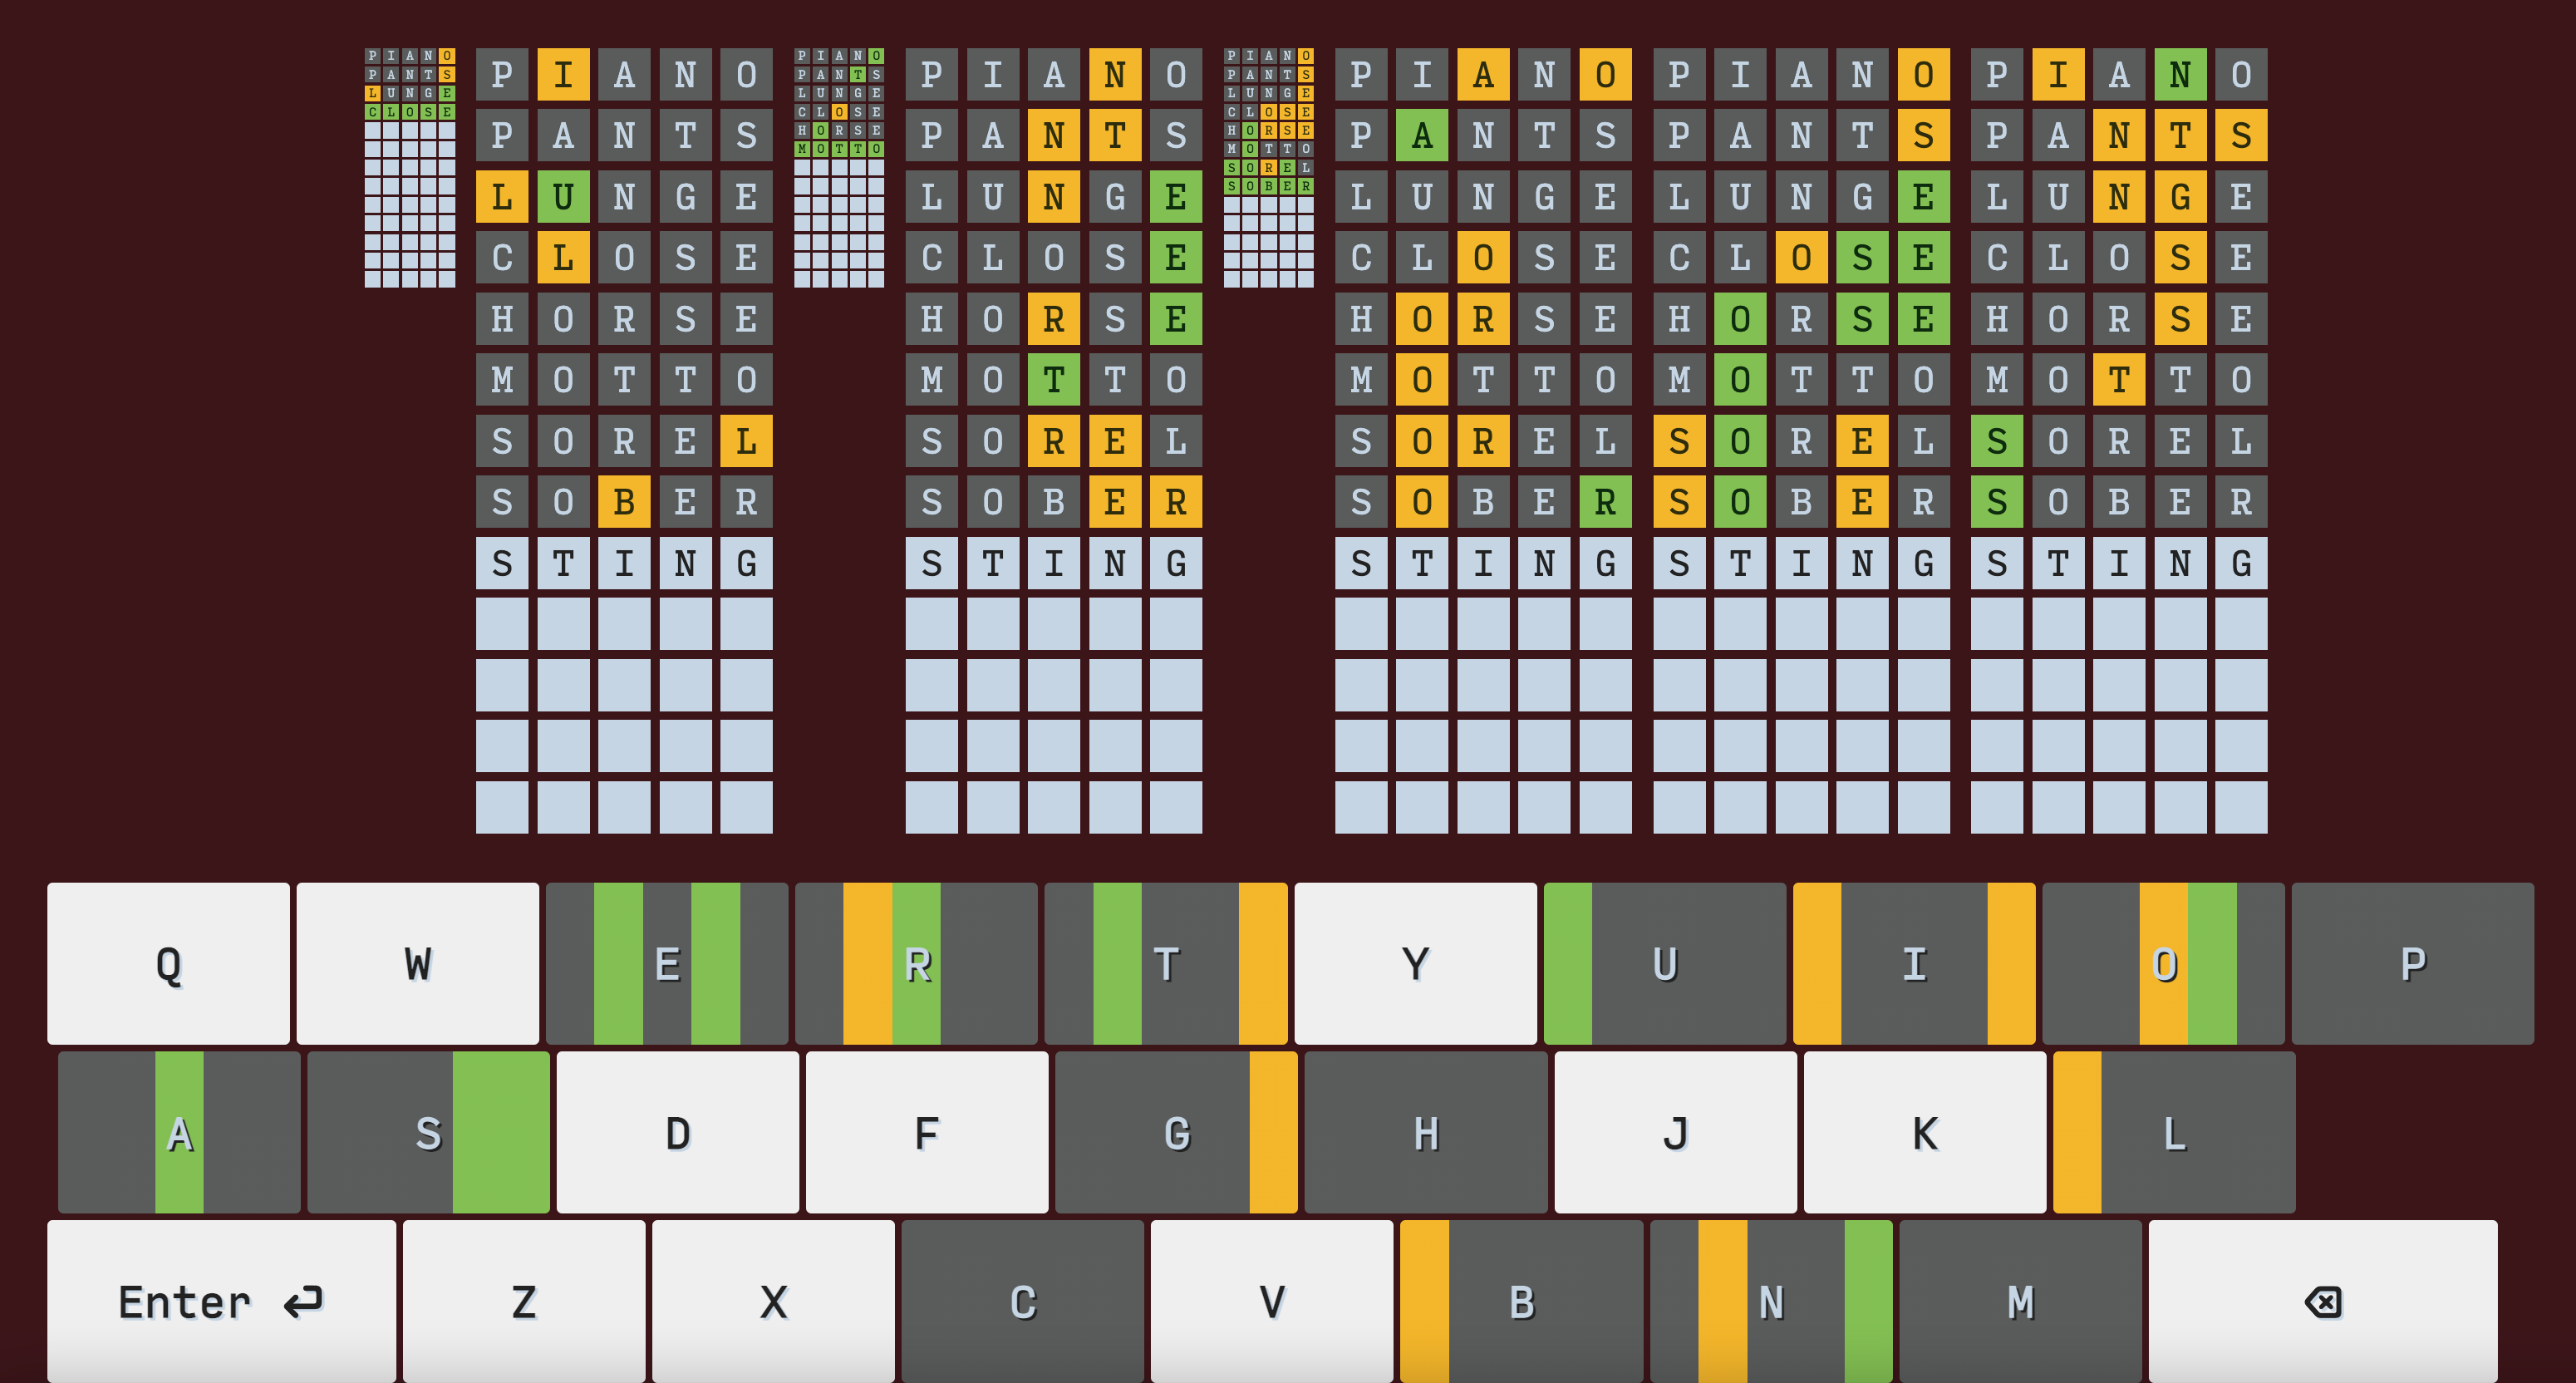 PIANO
PANTS
LUNGE
CLOSE
PIANO
PANTS
LUNGE
CLOSE
HORSE
MOTTO
SOREL
SOBER
STING
PIANO
PANTS
LUNGE
CLOSE
HORSE
MOTTO
PIANO
PANTS
LUNGE
CLOSE
HORSE
MOTTO
SOREL
SOBER
STING
PIANO
PANTS
LUNGE
CLOSE
HORSE
MOTTO
SOREL
SOBER
PIANO
PANTS
LUNGE
CLOSE
HORSE
MOTTO
SOREL
SOBER
STING
PIANO
PANTS
LUNGE
CLOSE
HORSE
MOTTO
SOREL
SOBER
STING
PIANO
PANTS
LUNGE
CLOSE
HORSE
MOTTO
SOREL
SOBER
STING
Q W E R T Y U I O P
A S D F G H J K L
Enter Z X C V B N M